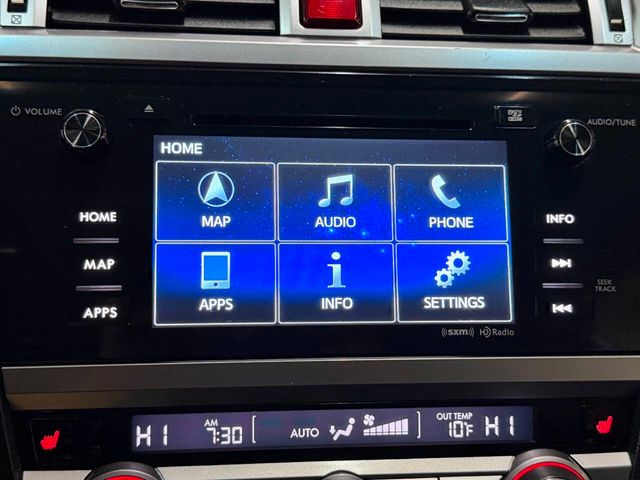 VOLUME
AUDIO/TUNE
microSD
HOME
MAP
AUDIO
PHONE
APPS
INFO
SETTINGS
HOME
MAP
APPS
INFO
SEEK
TRACK
((sxm))
HD Radio
HI
AM
7:30
AUTO
OUT TEMP
10°F
HI